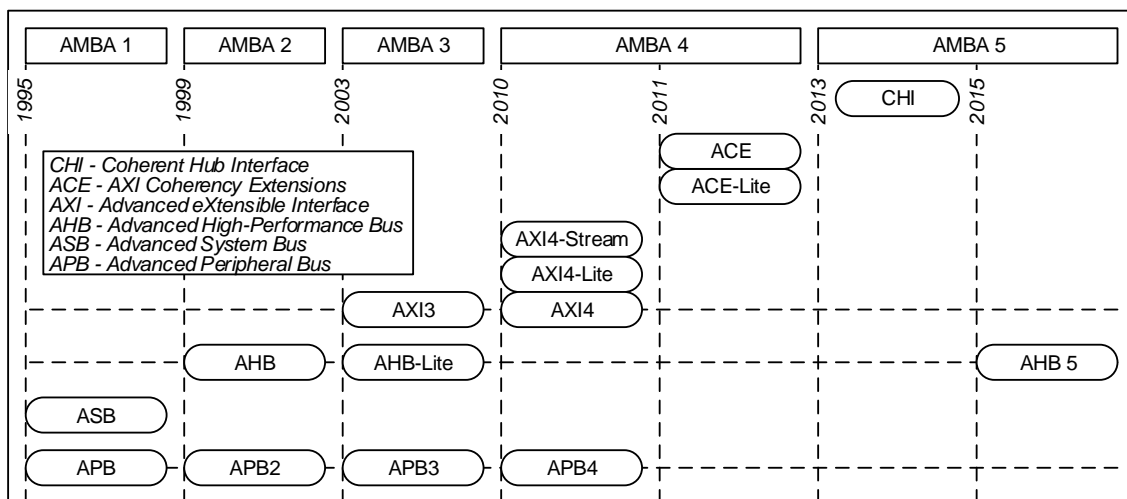 AMBA 1
AMBA 2
AMBA 3
AMBA 4
AMBA 5
1995
1999
2003
2010
2011
2013
2015
CHI
ACE
ACE-Lite
CHI - Coherent Hub Interface
ACE - AXI Coherency Extensions
AXI - Advanced eXtensible Interface
AHB - Advanced High-Performance Bus
ASB - Advanced System Bus
APB - Advanced Peripheral Bus
AXI4-Stream
AXI4-Lite
AXI3
AXI4
AHB
AHB-Lite
AHB 5
ASB
APB
APB2
APB3
APB4